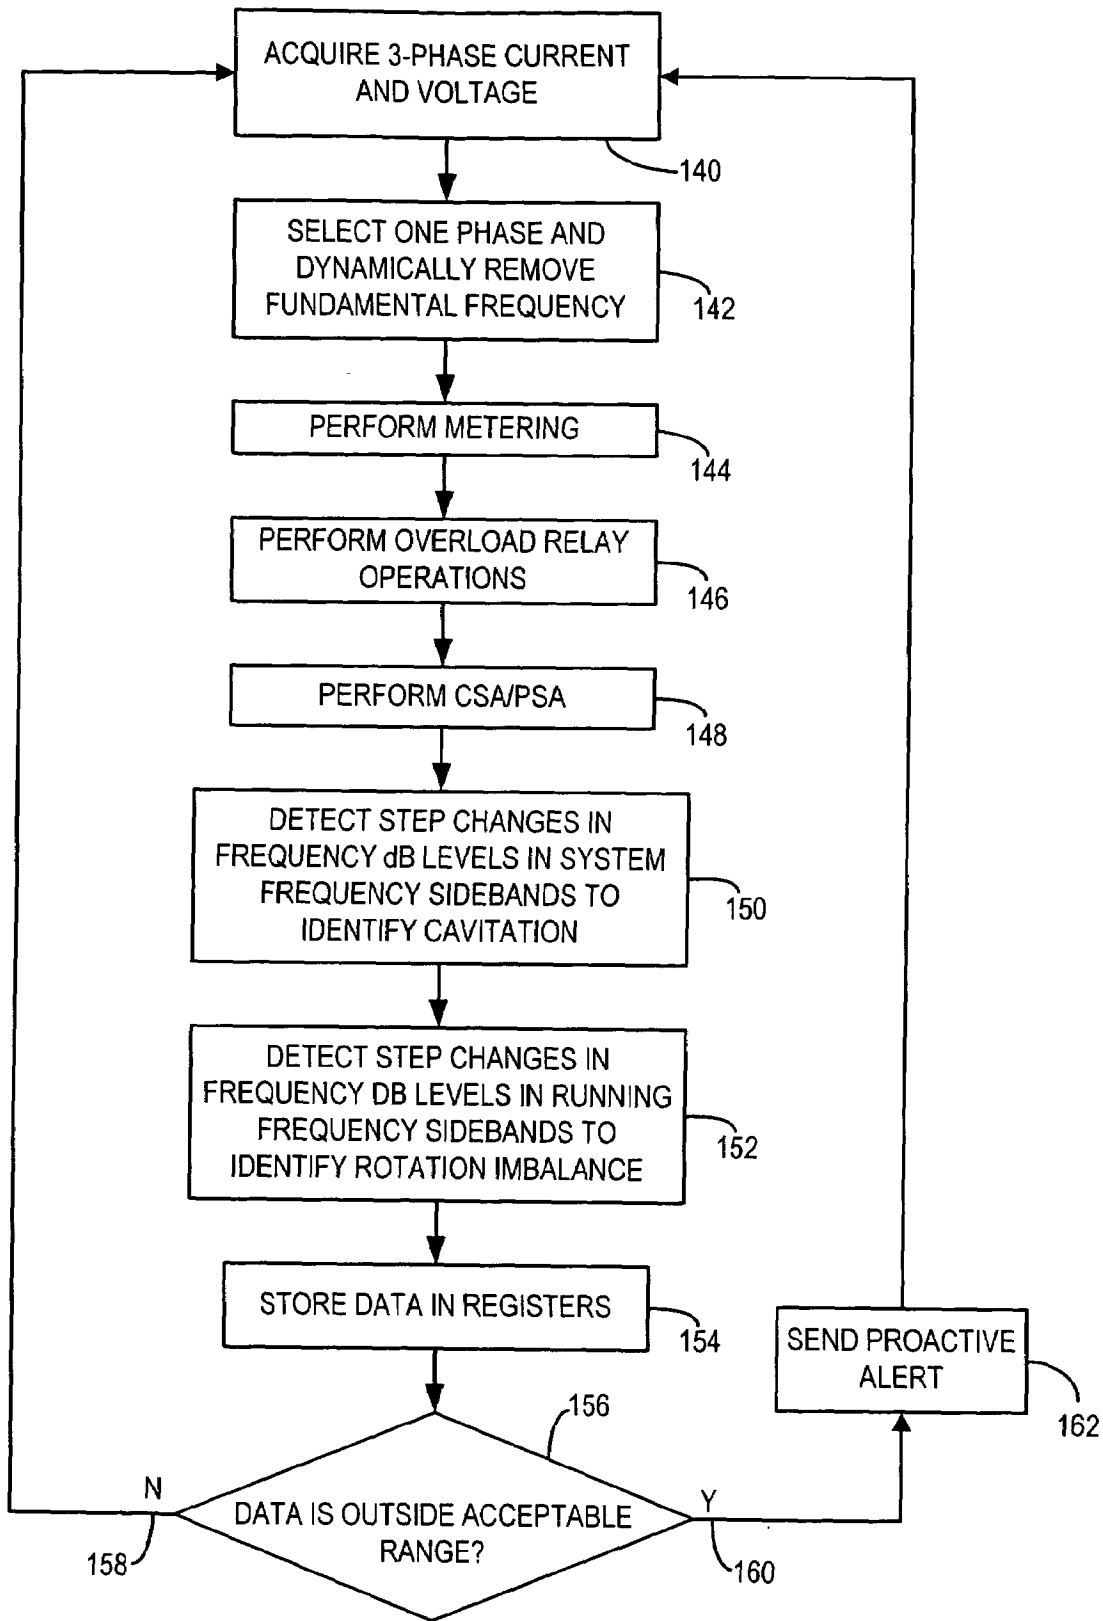 ACQUIRE 3-PHASE CURRENT
AND VOLTAGE
140
SELECT ONE PHASE AND
DYNAMICALLY REMOVE
FUNDAMENTAL FREQUENCY
142
PERFORM METERING
144
PERFORM OVERLOAD RELAY
OPERATIONS
146
PERFORM CSA/PSA
148
DETECT STEP CHANGES IN
FREQUENCY dB LEVELS IN SYSTEM
FREQUENCY SIDEBANDS TO
IDENTIFY CAVITATION
150
DETECT STEP CHANGES IN
FREQUENCY DB LEVELS IN RUNNING
FREQUENCY SIDEBANDS TO
IDENTIFY ROTATION IMBALANCE
152
STORE DATA IN REGISTERS
154
SEND PROACTIVE
ALERT
162
156
N
Y
DATA IS OUTSIDE ACCEPTABLE
RANGE?
158
160